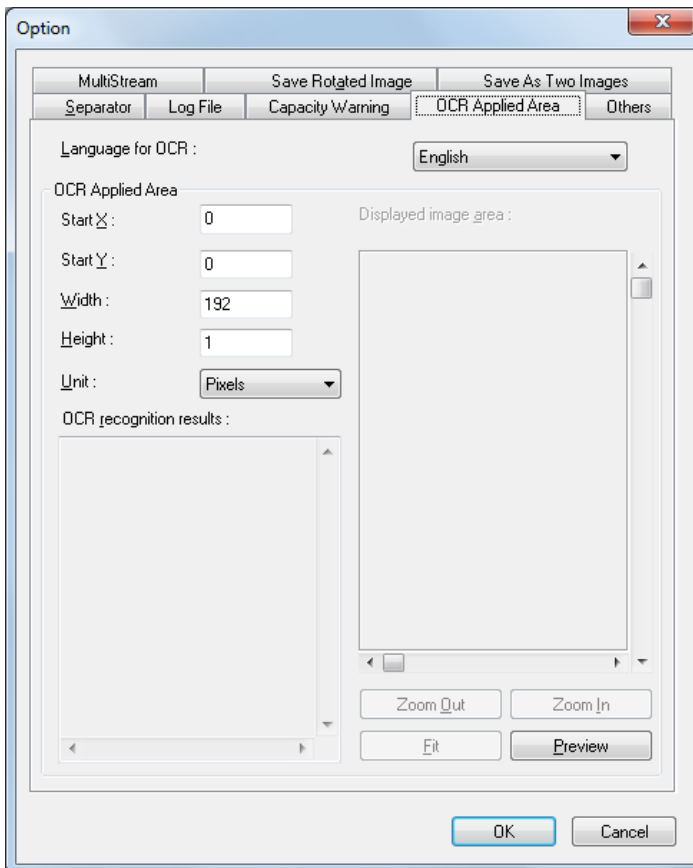 Option
MultiStream Save Rotated Image Save As Two Images
Separator Log File Capacity Warning OCR Applied Area Others
Language for OCR : English
OCR Applied Area
Start X : 0 Displayed image area :
Start Y : 0
Width : 192
Height : 1
Unit : Pixels
OCR recognition results :
Zoom Out Zoom In
Fit Preview
OK Cancel